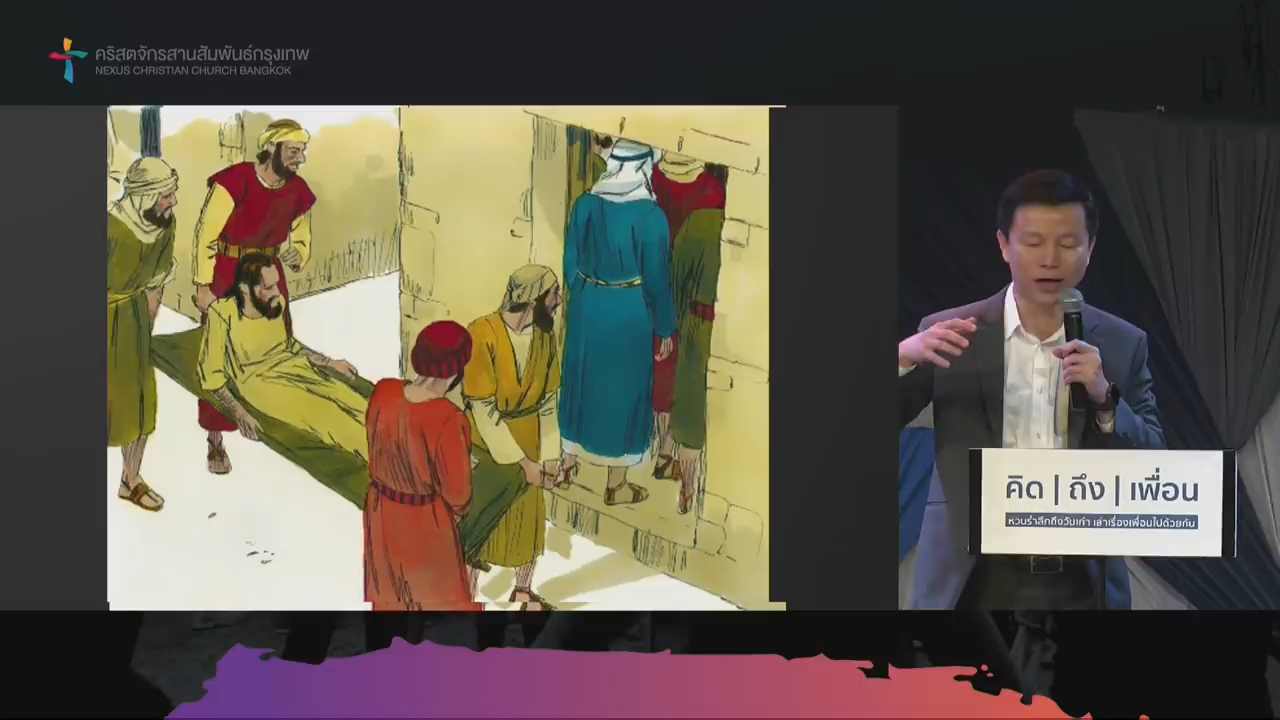 คริสตจักรสานสัมพันธ์กรุงเทพ
NEXUS CHRISTIAN CHURCH BANGKOK
คิด | ถึง | เพื่อน
หวนรำลึกถึงวันเก่า เล่าเรื่องเพื่อนไปด้วยกัน